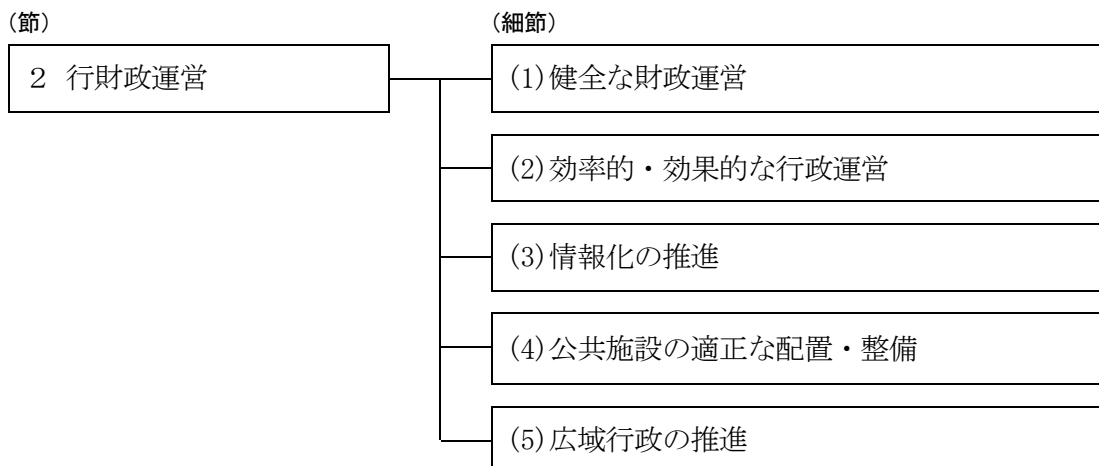 (節)
(細節)
２ 行財政運営
(1)健全な財政運営
(2)効率的・効果的な行政運営
(3)情報化の推進
(4)公共施設の適正な配置・整備
(5)広域行政の推進